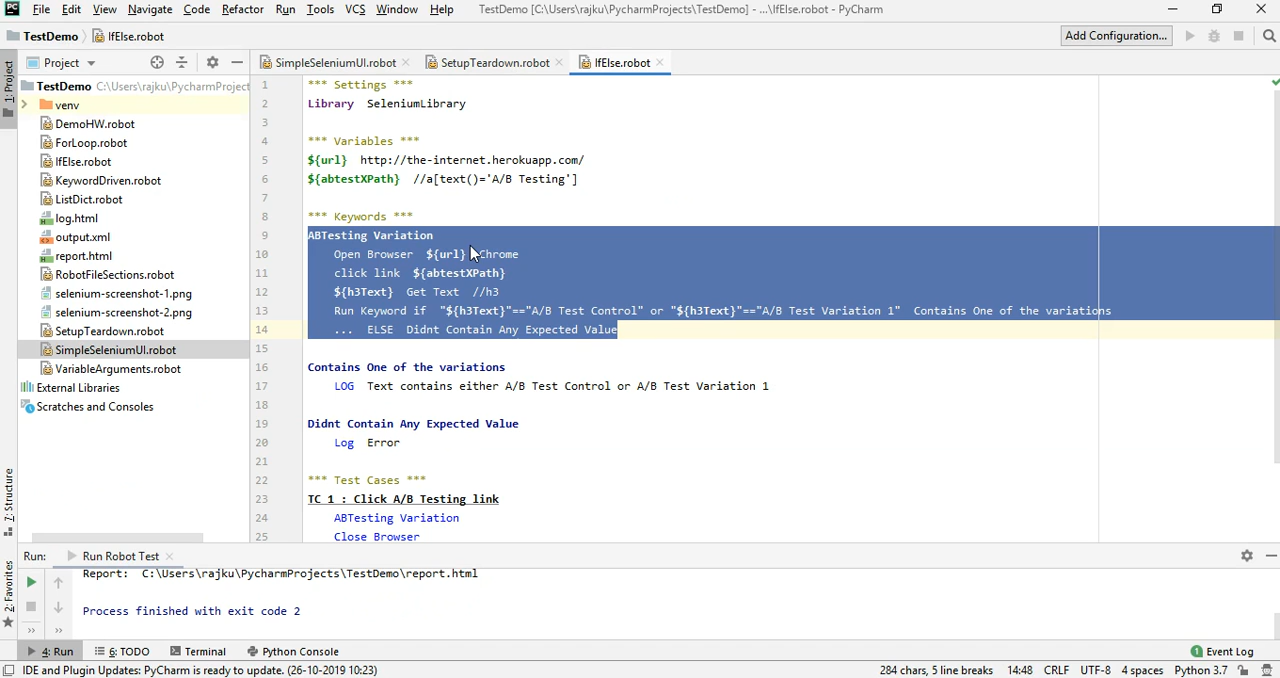 PC File Edit View Navigate Code Refactor Run Tools VCS Window Help TestDemo [C:\Users\rajku\PycharmProjects\TestDemo] - ...\IfElse.robot - PyCharm
TestDemo IfElse.robot Add Configuration...
1: Project
Project SimpleSeleniumUI.robot SetupTeardown.robot IfElse.robot
TestDemo C:\Users\rajku\PycharmProject
venv
DemoHW.robot
ForLoop.robot
IfElse.robot
KeywordDriven.robot
ListDict.robot
log.html
output.xml
report.html
RobotFileSections.robot
selenium-screenshot-1.png
selenium-screenshot-2.png
SetupTeardown.robot
SimpleSeleniumUI.robot
VariableArguments.robot
External Libraries
Scratches and Consoles
7: Structure
2: Favorites
1 *** Settings ***
2 Library SeleniumLibrary
3
4 *** Variables ***
5 ${url} http://the-internet.herokuapp.com/
6 ${abtestXPath} //a[text()='A/B Testing']
7
8 *** Keywords ***
9 ABTesting Variation
10 Open Browser ${url} Chrome
11 click link ${abtestXPath}
12 ${h3Text} Get Text //h3
13 Run Keyword if "${h3Text}"=="A/B Test Control" or "${h3Text}"=="A/B Test Variation 1" Contains One of the variations
14 ... ELSE Didnt Contain Any Expected Value
15
16 Contains One of the variations
17 LOG Text contains either A/B Test Control or A/B Test Variation 1
18
19 Didnt Contain Any Expected Value
20 Log Error
21
22 *** Test Cases ***
23 TC 1 : Click A/B Testing link
24 ABTesting Variation
25 Close Browser
Run: Run Robot Test
Report: C:\Users\rajku\PycharmProjects\TestDemo\report.html
Process finished with exit code 2
4: Run 6: TODO Terminal Python Console 1 Event Log
IDE and Plugin Updates: PyCharm is ready to update. (26-10-2019 10:23) 284 chars, 5 line breaks 14:48 CRLF UTF-8 4 spaces Python 3.7